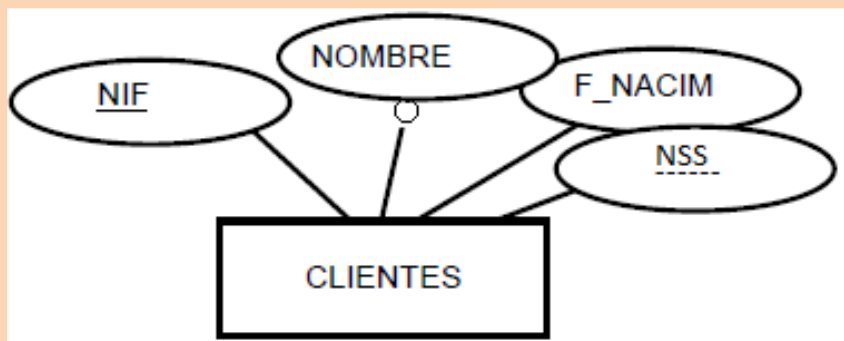 NIF
NOMBRE
F_NACIM
NSS
CLIENTES